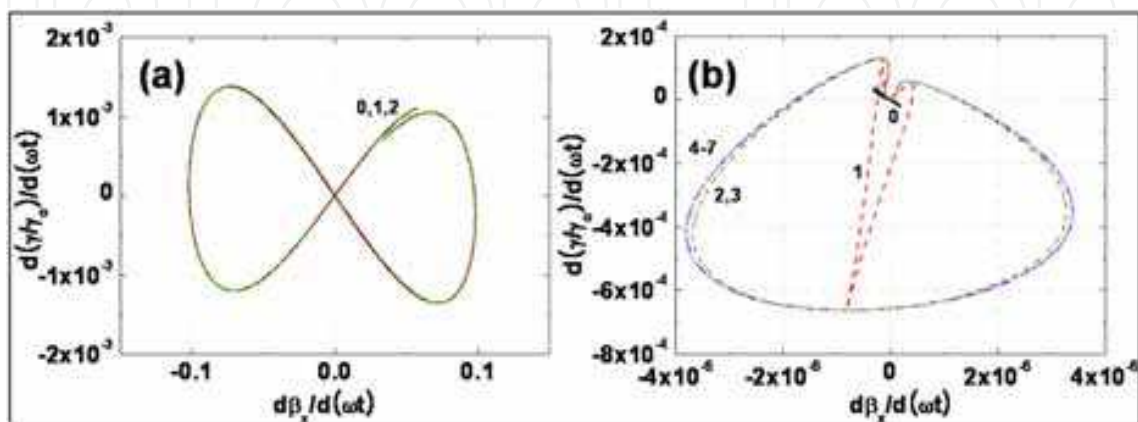 (a)
2x10⁻³
1x10⁻³
0
-1x10⁻³
-2x10⁻³
d(γ/γₒ)/d(ωt)
0,1,2
-0.1
0.0
0.1
dβₓ/d(ωt)
(b)
2x10⁻⁴
0
-2x10⁻⁴
-4x10⁻⁴
-6x10⁻⁴
-8x10⁻⁴
d(γ/γₒ)/d(ωt)
0
1
4-7
2,3
-4x10⁻⁶
-2x10⁻⁶
0
2x10⁻⁶
4x10⁻⁶
dβₓ/d(ωt)